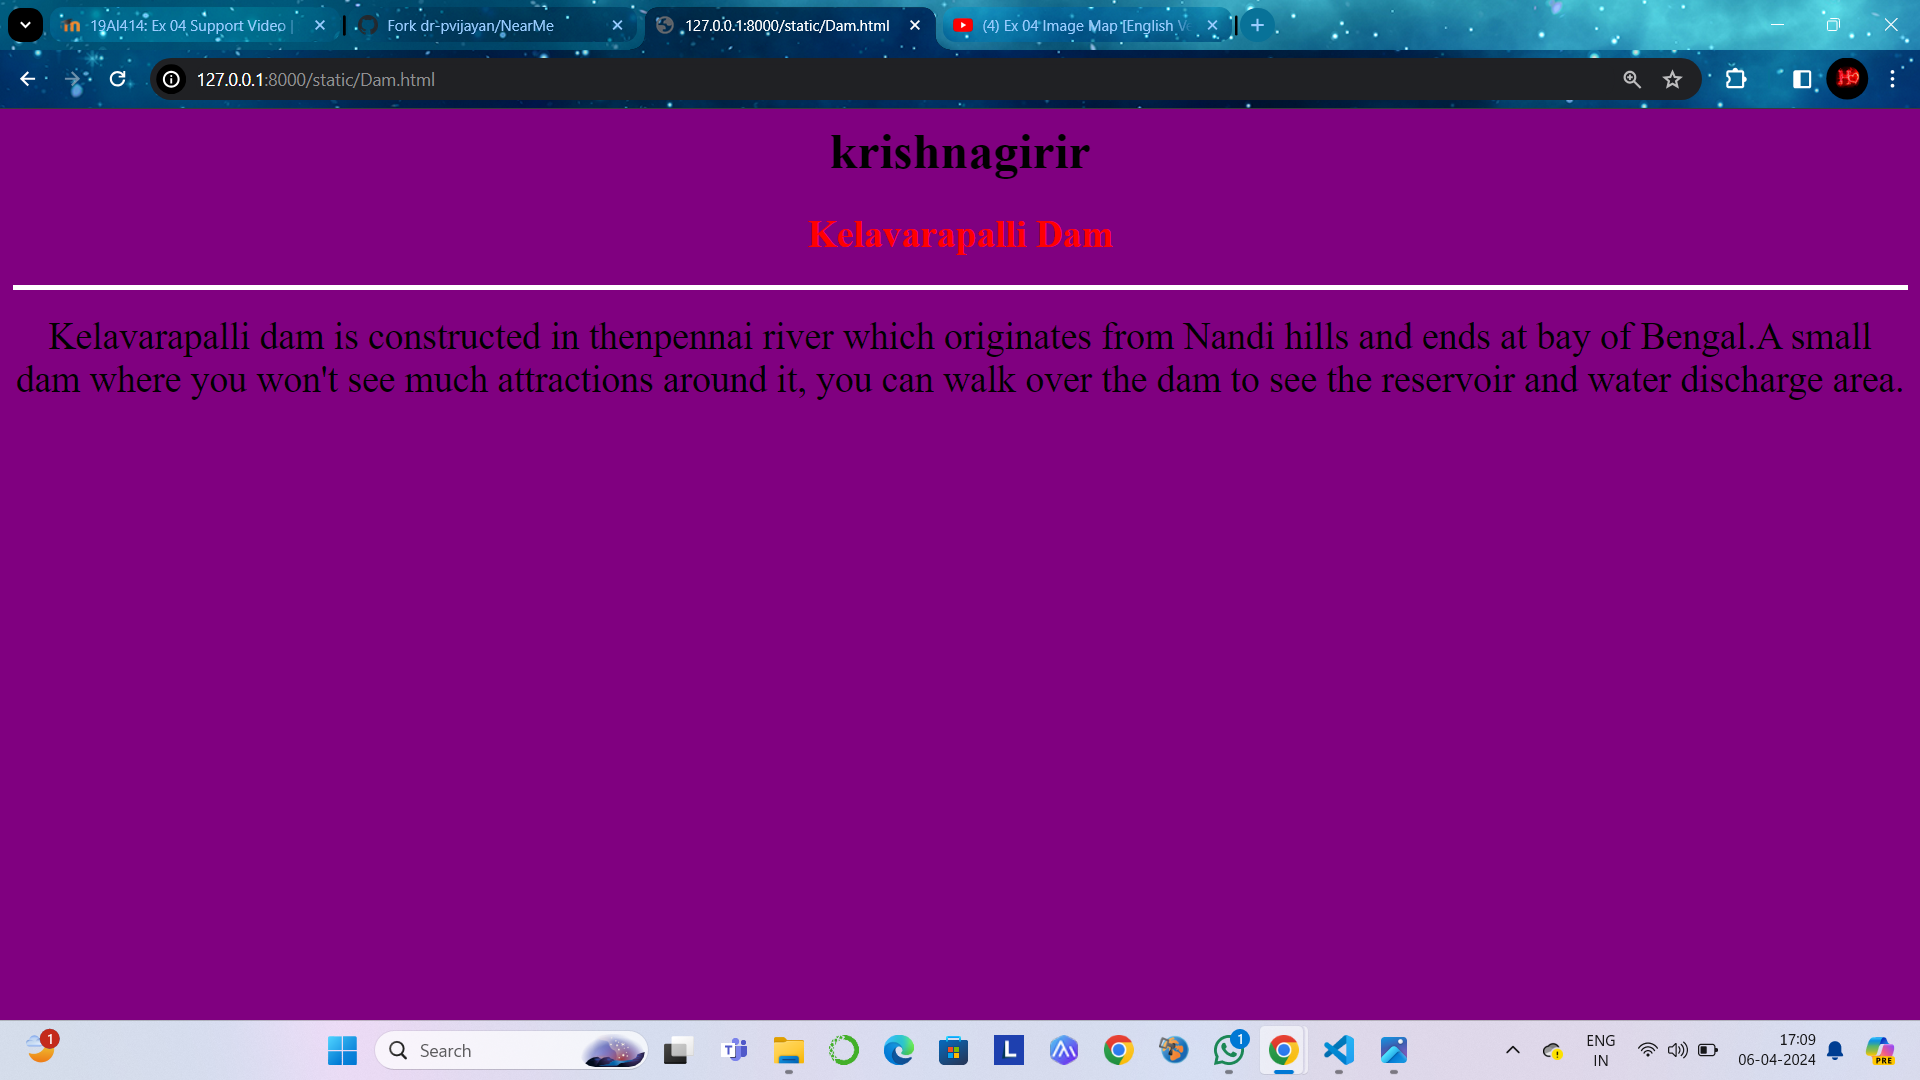 19AI414: Ex 04 Support Video |
Fork dr-pvijayan/NearMe
127.0.0.1:8000/static/Dam.html
(4) Ex 04 Image Map [English Ve
127.0.0.1:8000/static/Dam.html
krishnagirir
Kelavarapalli Dam
Kelavarapalli dam is constructed in thenpennai river which originates from Nandi hills and ends at bay of Bengal.A small
dam where you won't see much attractions around it, you can walk over the dam to see the reservoir and water discharge area.
1
Search
L
1
ENG
IN
17:09
06-04-2024
PRE